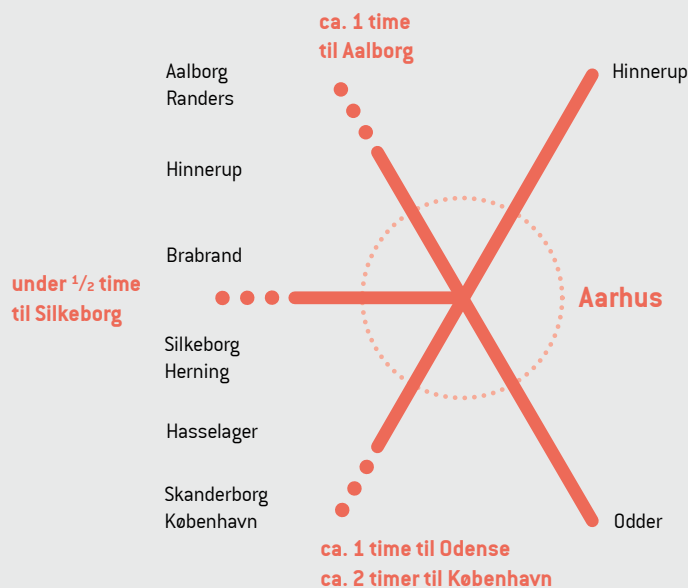 ca. 1 time
til Aalborg
Aalborg
Randers
Hinnerup
Hinnerup
Brabrand
under 1/2 time
til Silkeborg
Aarhus
Silkeborg
Herning
Hasselager
Skanderborg
København
Odder
ca. 1 time til Odense
ca. 2 timer til København